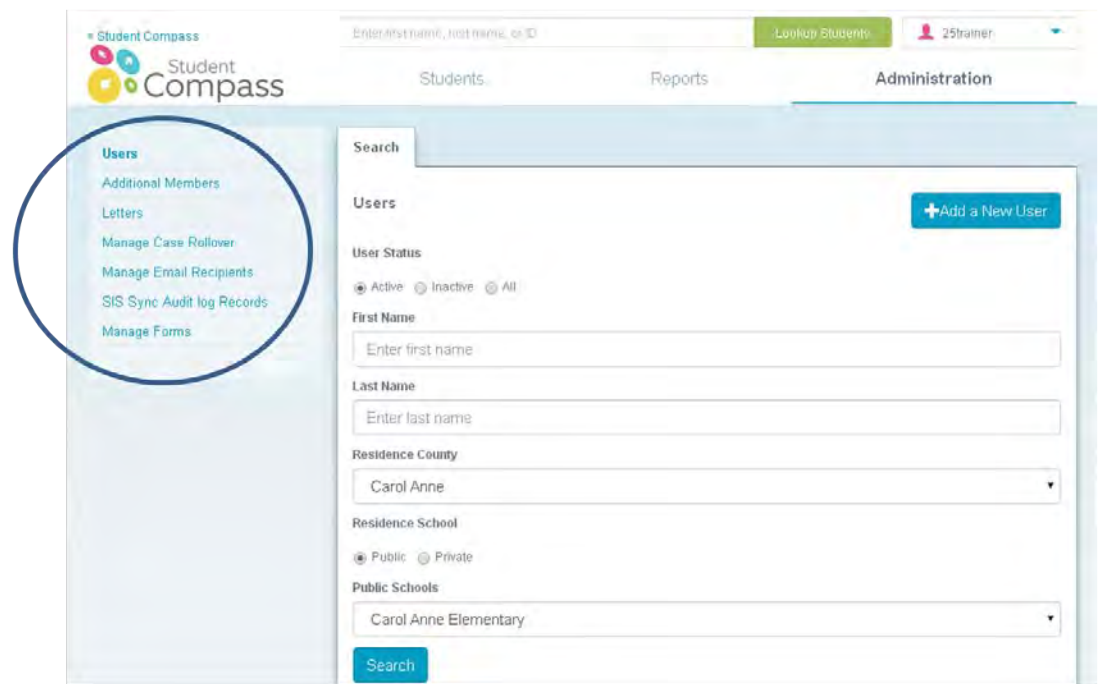 « Student Compass
Enter first name, last name, or ID
Lookup Students
25trainer
Student
Compass
Students
Reports
Administration
Users
Additional Members
Letters
Manage Case Rollover
Manage Email Recipients
SIS Sync Audit log Records
Manage Forms
Search
Users
+Add a New User
User Status
Active Inactive All
First Name
Enter first name
Last Name
Enter last name
Residence County
Carol Anne
Residence School
Public Private
Public Schools
Carol Anne Elementary
Search